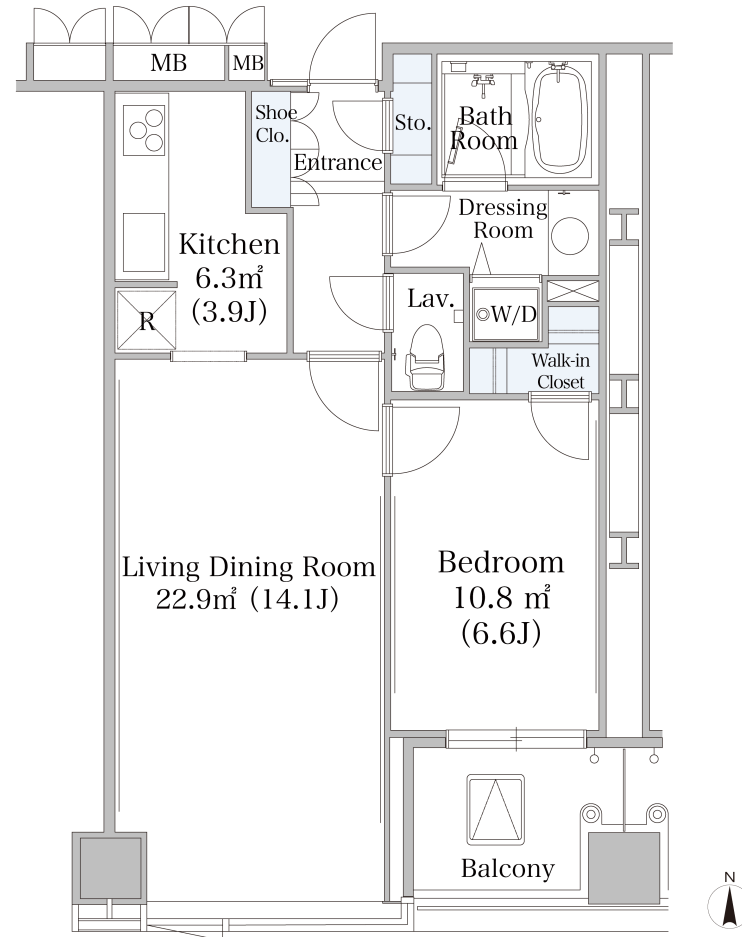 MB
MB
Shoe
Clo.
Entrance
Sto.
Bath
Room
Kitchen
6.3㎡
(3.9J)
Dressing
Room
R
Lav.
W/D
Walk-in
Closet
Living Dining Room
22.9㎡ (14.1J)
Bedroom
10.8 ㎡
(6.6J)
Balcony
N